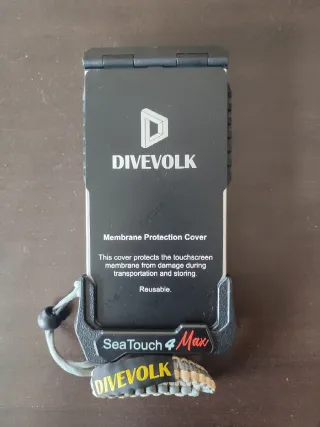 DIVEVOLK
Membrane Protection Cover
This cover protects the touchscreen
membrane from damage during
transportation and storing.
Reusable.
SeaTouch 4 Max
DIVEVOLK